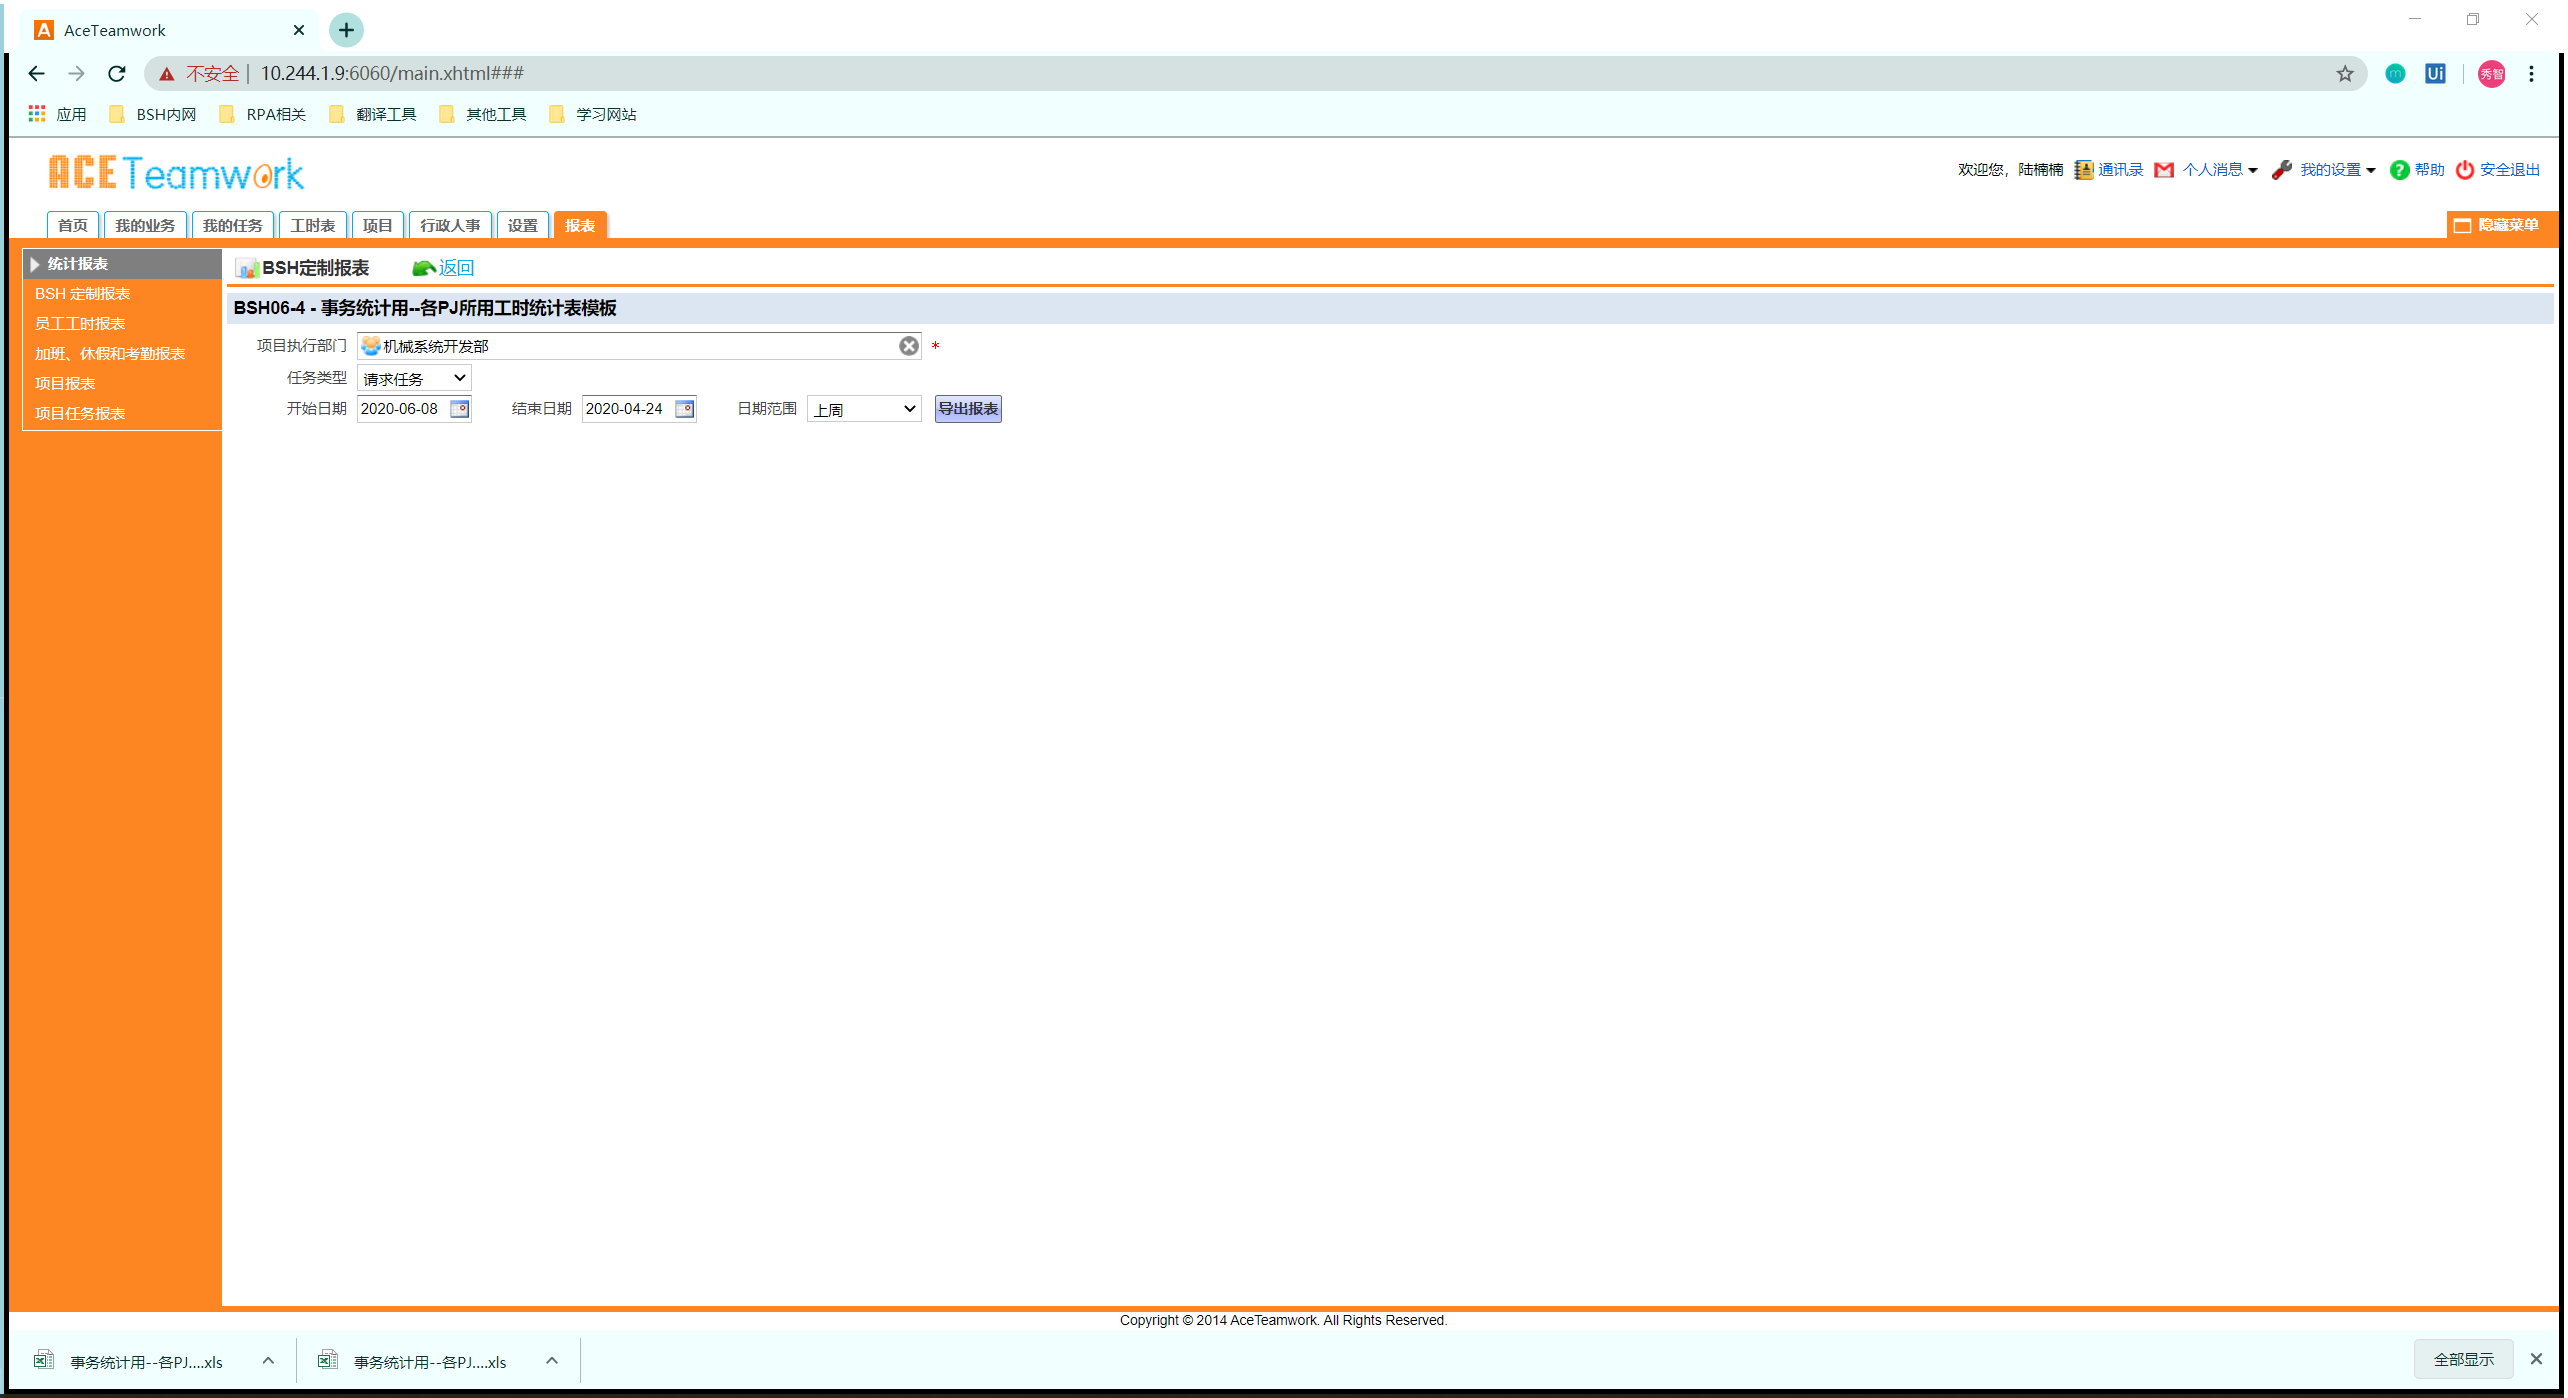 AceTeamwork
不安全 | 10.244.1.9:6060/main.xhtml###
秀智
应用 BSH内网 RPA相关 翻译工具 其他工具 学习网站
ACE Teamwork
欢迎您，陆楠楠 通讯录 个人消息 我的设置 帮助 安全退出
首页 我的业务 我的任务 工时表 项目 行政人事 设置 报表 隐藏菜单
统计报表
BSH 定制报表
员工工时报表
加班、休假和考勤报表
项目报表
项目任务报表
BSH定制报表 返回
BSH06-4 - 事务统计用--各PJ所用工时统计表模板
项目执行部门 机械系统开发部 *
任务类型 请求任务
开始日期 2020-06-08 结束日期 2020-04-24 日期范围 上周 导出报表
Copyright © 2014 AceTeamwork. All Rights Reserved.
事务统计用--各PJ....xls 事务统计用--各PJ....xls 全部显示